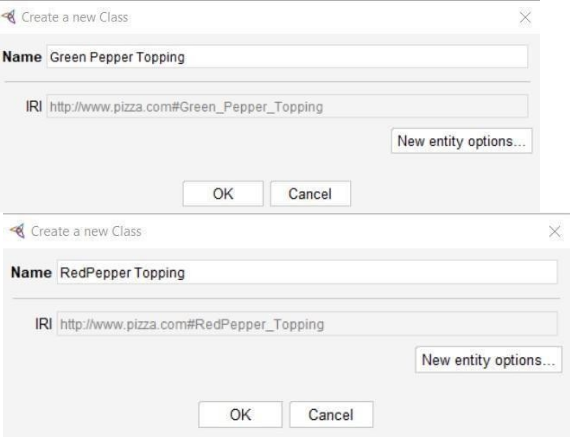 Create a new Class
Name Green Pepper Topping
IRI http://www.pizza.com#Green_Pepper_Topping
New entity options...
OK Cancel
Create a new Class
Name RedPepper Topping
IRI http://www.pizza.com#RedPepper_Topping
New entity options...
OK Cancel